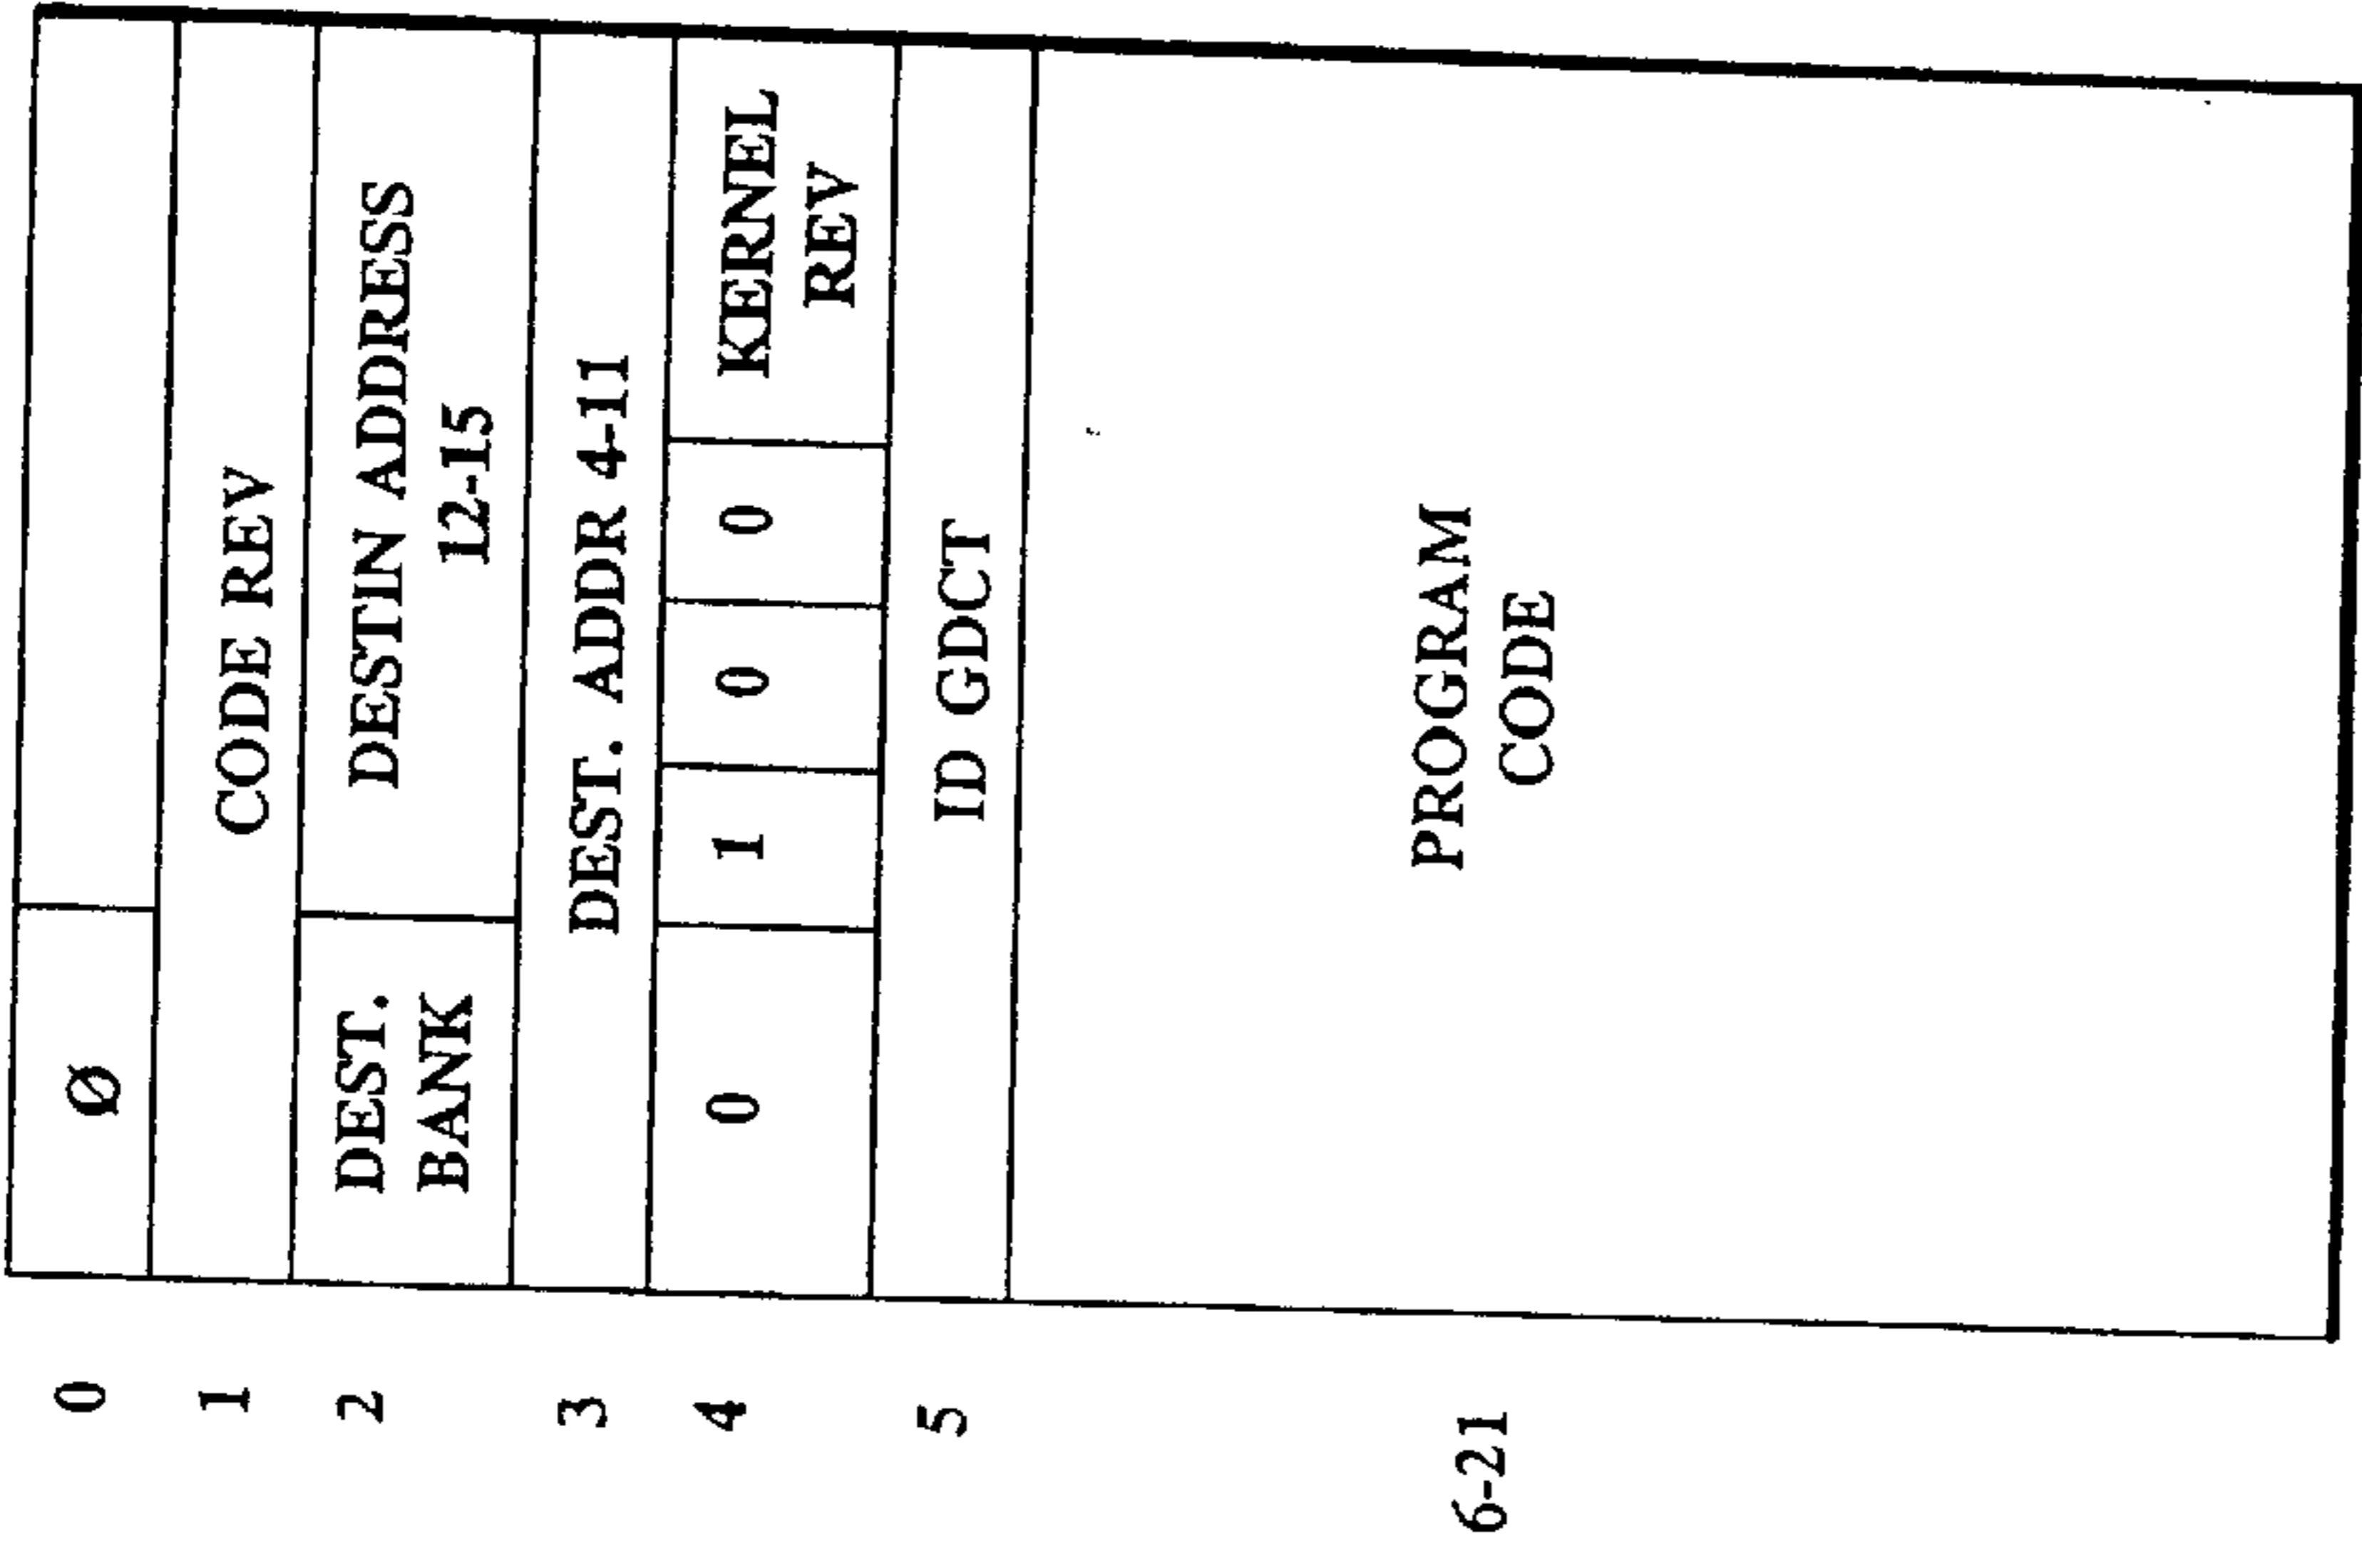 0 Ø
1 CODE REV
2 DEST. BANK DESTIN ADDRESS 12-15
3 DEST. ADDR 4-11
4 0 1 0 0 KERNEL REV
5 ID GDCT
6-21 PROGRAM CODE